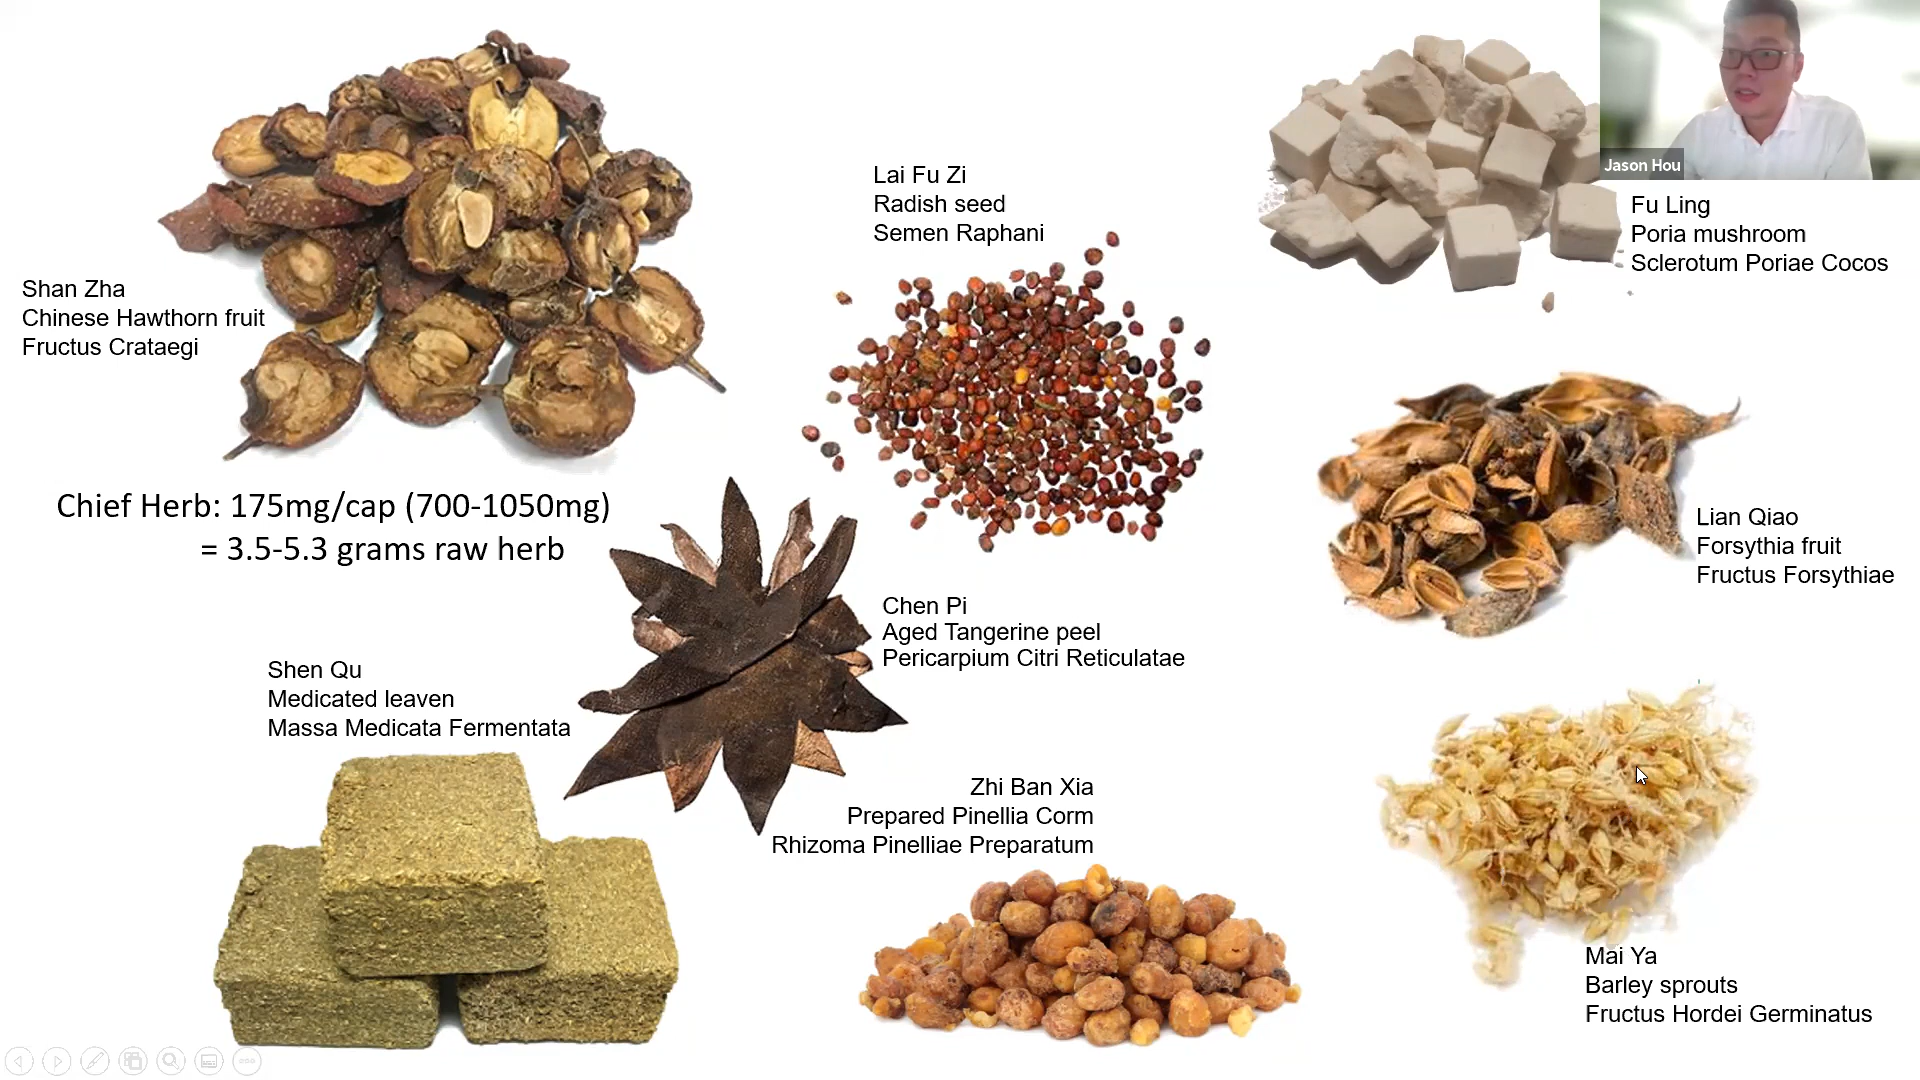 Jason Hou
Shan Zha
Chinese Hawthorn fruit
Fructus Crataegi
Lai Fu Zi
Radish seed
Semen Raphani
Fu Ling
Poria mushroom
Sclerotum Poriae Cocos
Chief Herb: 175mg/cap (700-1050mg)
= 3.5-5.3 grams raw herb
Lian Qiao
Forsythia fruit
Fructus Forsythiae
Chen Pi
Aged Tangerine peel
Pericarpium Citri Reticulatae
Shen Qu
Medicated leaven
Massa Medicata Fermentata
Zhi Ban Xia
Prepared Pinellia Corm
Rhizoma Pinelliae Preparatum
Mai Ya
Barley sprouts
Fructus Hordei Germinatus